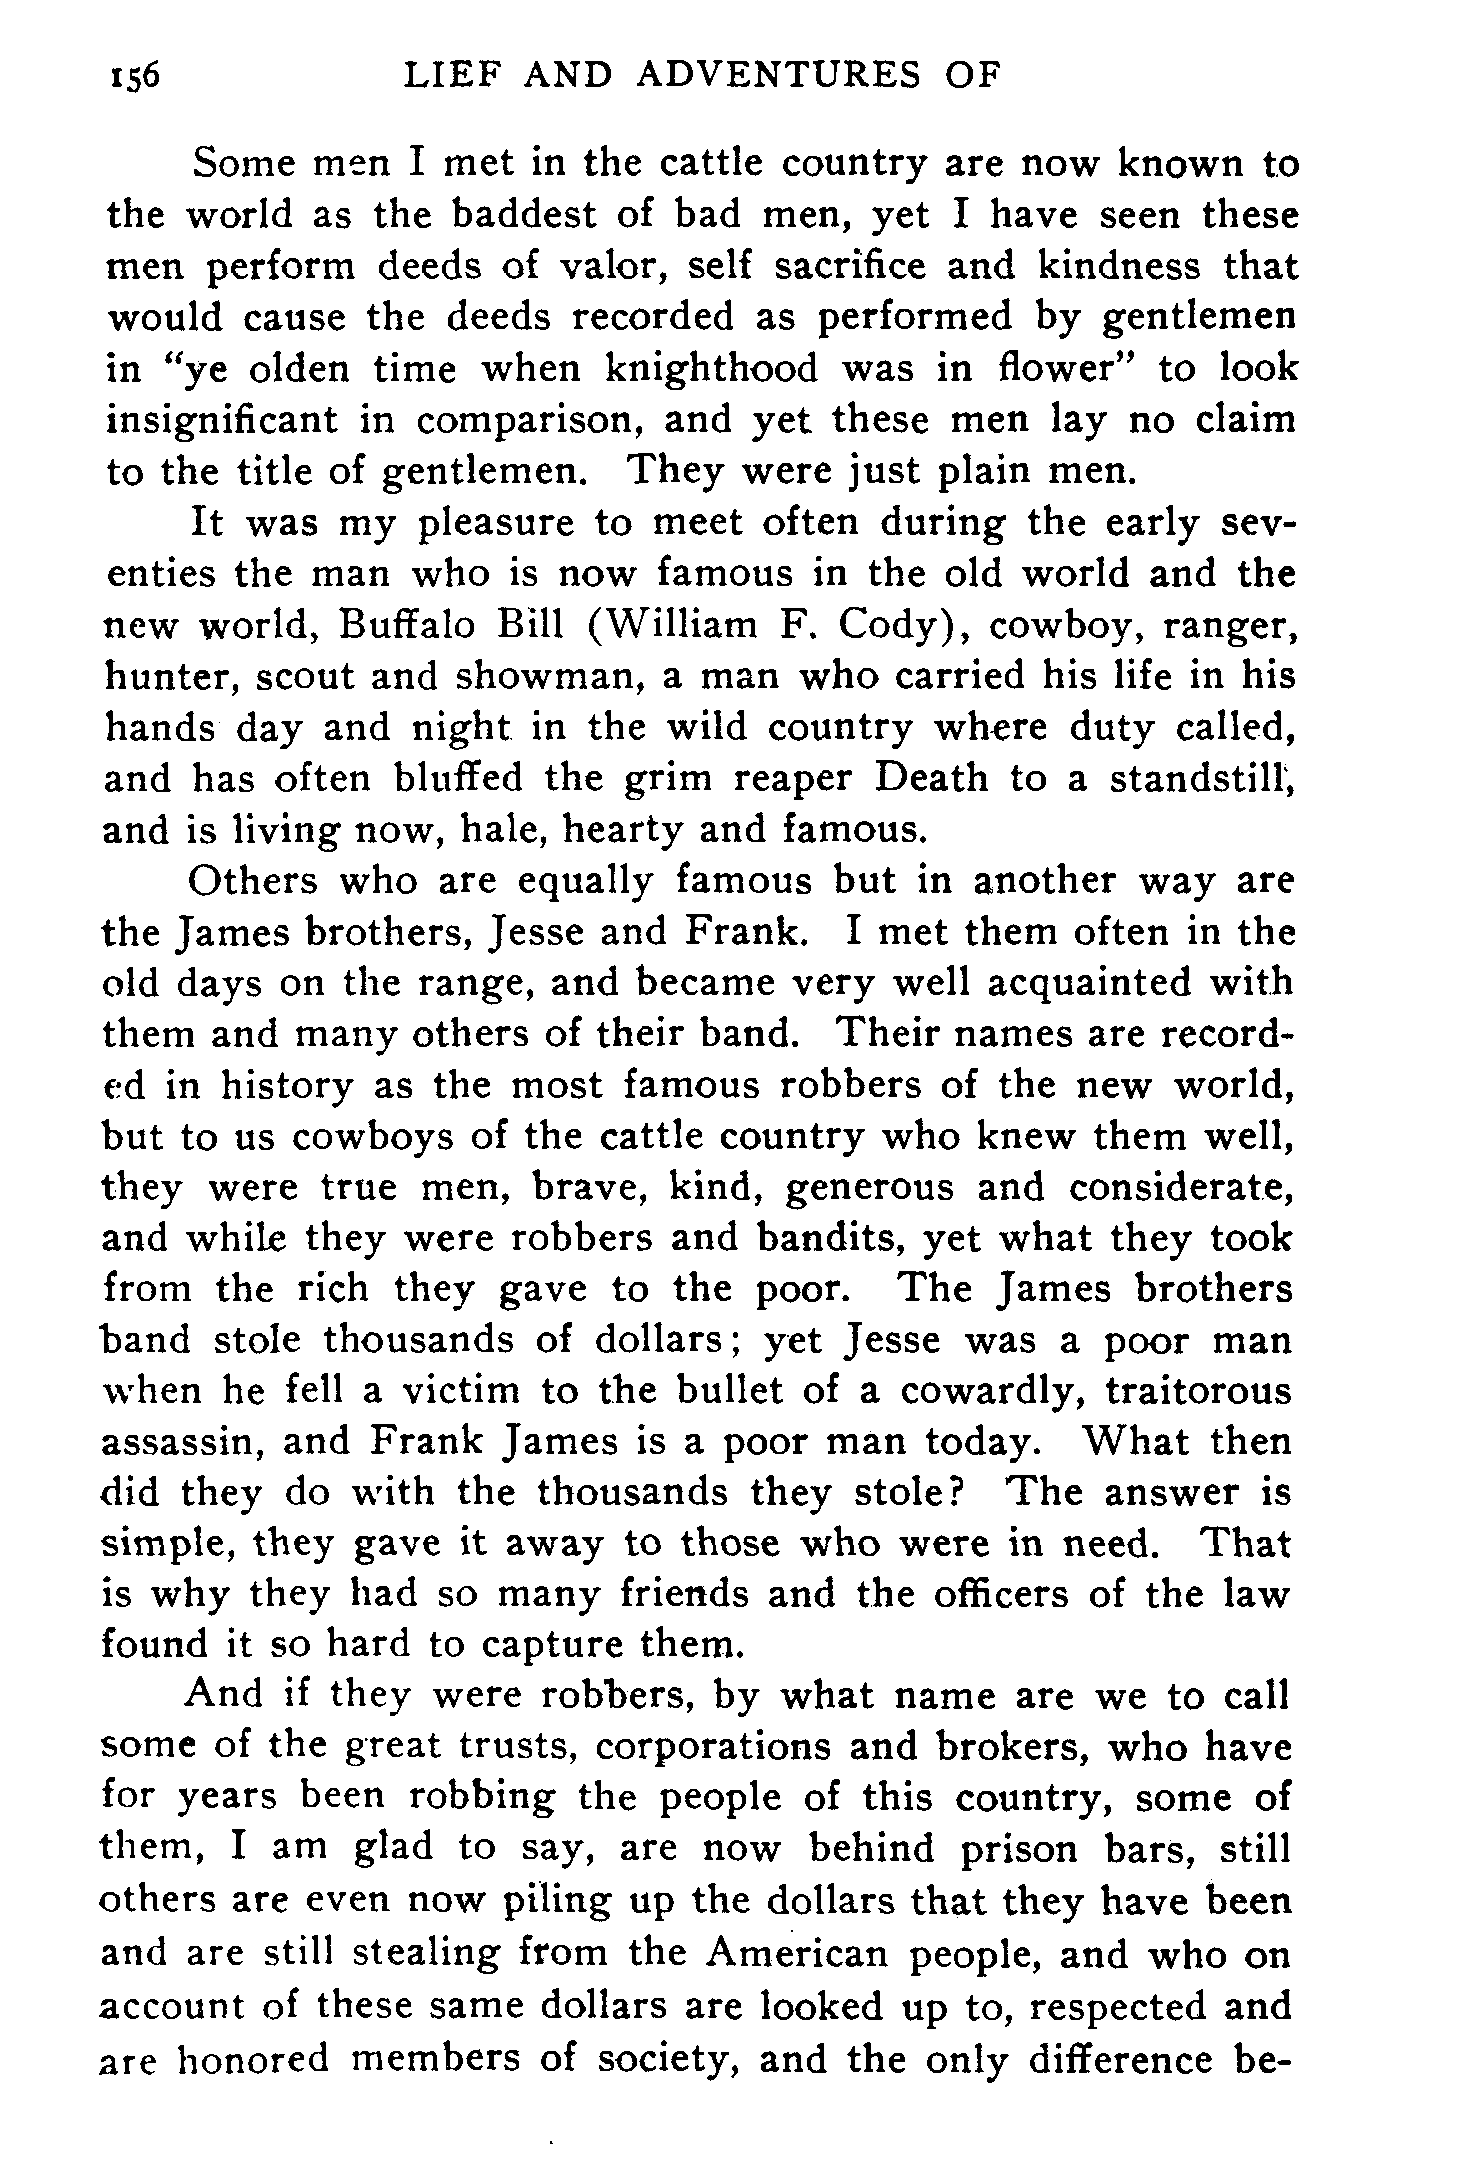 156 LIEF AND ADVENTURES OF
Some men I met in the cattle country are now known to
the world as the baddest of bad men, yet I have seen these
men perform deeds of valor, self sacrifice and kindness that
would cause the deeds recorded as performed by gentlemen
in "ye olden time when knighthood was in flower" to look
insignificant in comparison, and yet these men lay no claim
to the title of gentlemen. They were just plain men.
It was my pleasure to meet often during the early sev-
enties the man who is now famous in the old world and the
new world, Buffalo Bill (William F. Cody), cowboy, ranger,
hunter, scout and showman, a man who carried his life in his
hands day and night in the wild country where duty called,
and has often bluffed the grim reaper Death to a standstill,
and is living now, hale, hearty and famous.
Others who are equally famous but in another way are
the James brothers, Jesse and Frank. I met them often in the
old days on the range, and became very well acquainted with
them and many others of their band. Their names are record-
ed in history as the most famous robbers of the new world,
but to us cowboys of the cattle country who knew them well,
they were true men, brave, kind, generous and considerate,
and while they were robbers and bandits, yet what they took
from the rich they gave to the poor. The James brothers
band stole thousands of dollars; yet Jesse was a poor man
when he fell a victim to the bullet of a cowardly, traitorous
assassin, and Frank James is a poor man today. What then
did they do with the thousands they stole? The answer is
simple, they gave it away to those who were in need. That
is why they had so many friends and the officers of the law
found it so hard to capture them.
And if they were robbers, by what name are we to call
some of the great trusts, corporations and brokers, who have
for years been robbing the people of this country, some of
them, I am glad to say, are now behind prison bars, still
others are even now piling up the dollars that they have been
and are still stealing from the American people, and who on
account of these same dollars are looked up to, respected and
are honored members of society, and the only difference be-